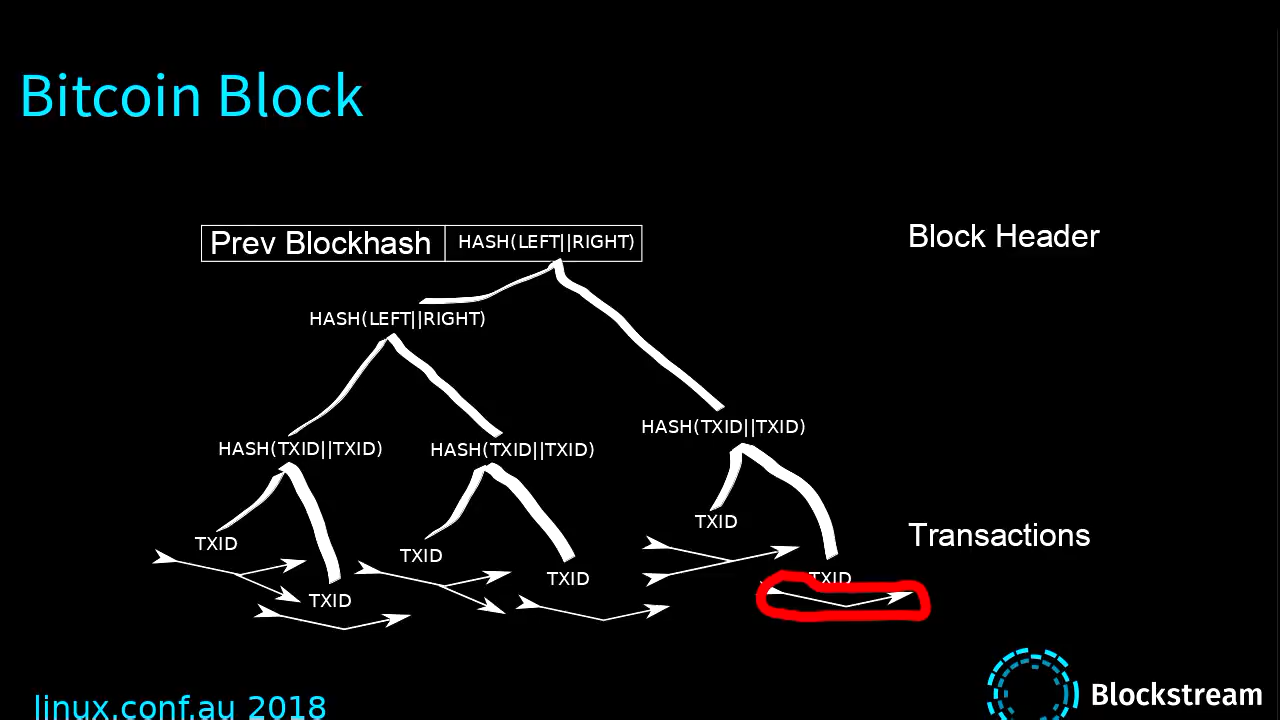 Bitcoin Block
Prev Blockhash HASH(LEFT||RIGHT)
Block Header
HASH(LEFT||RIGHT)
HASH(TXID||TXID)
HASH(TXID||TXID)
HASH(TXID||TXID)
TXID
TXID
TXID
TXID
TXID
TXID
Transactions
linux.conf.au 2018
Blockstream